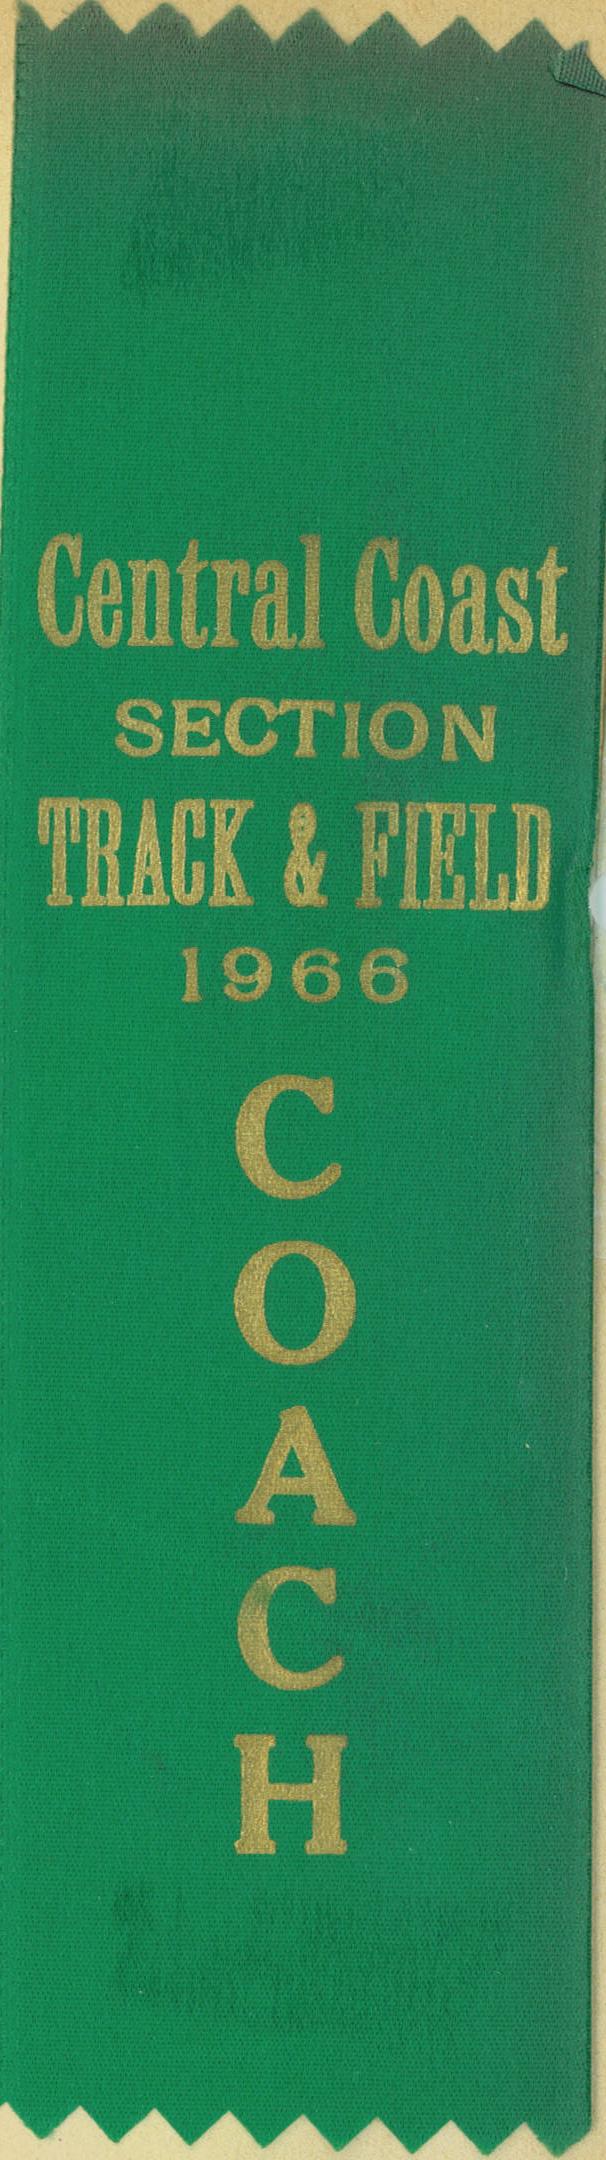 Central Coast
SECTION
TRACK & FIELD
1966
C
O
A
C
H